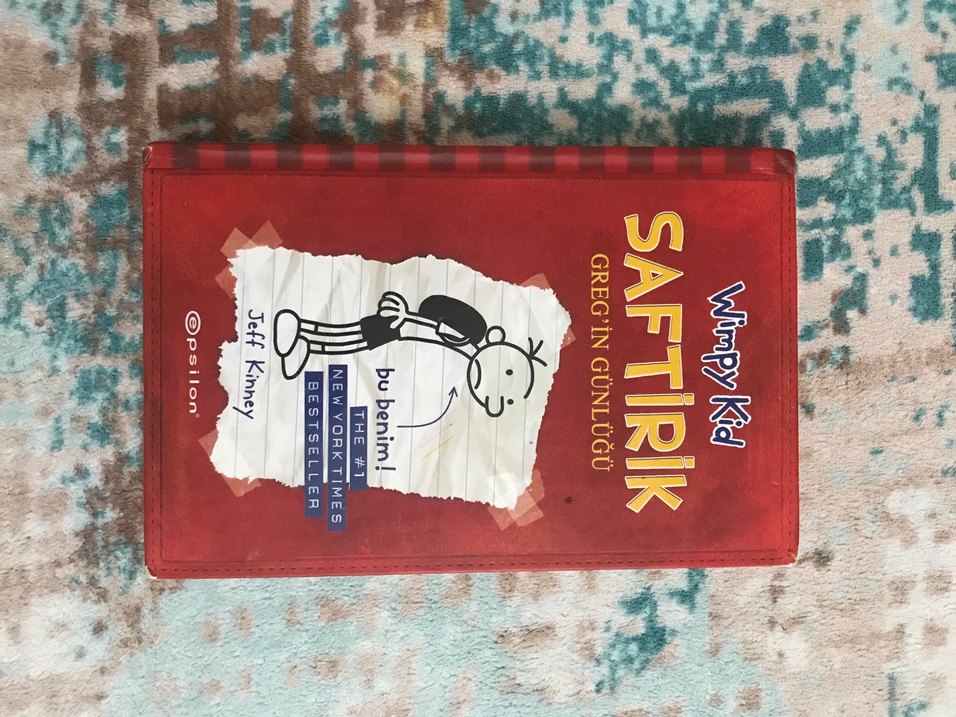 Wimpy Kid
SAFTİRİK
GREG'İN GÜNLÜĞÜ
bu benim!
THE #1
NEW YORK TIMES
BESTSELLER
Jeff Kinney
epsilon®